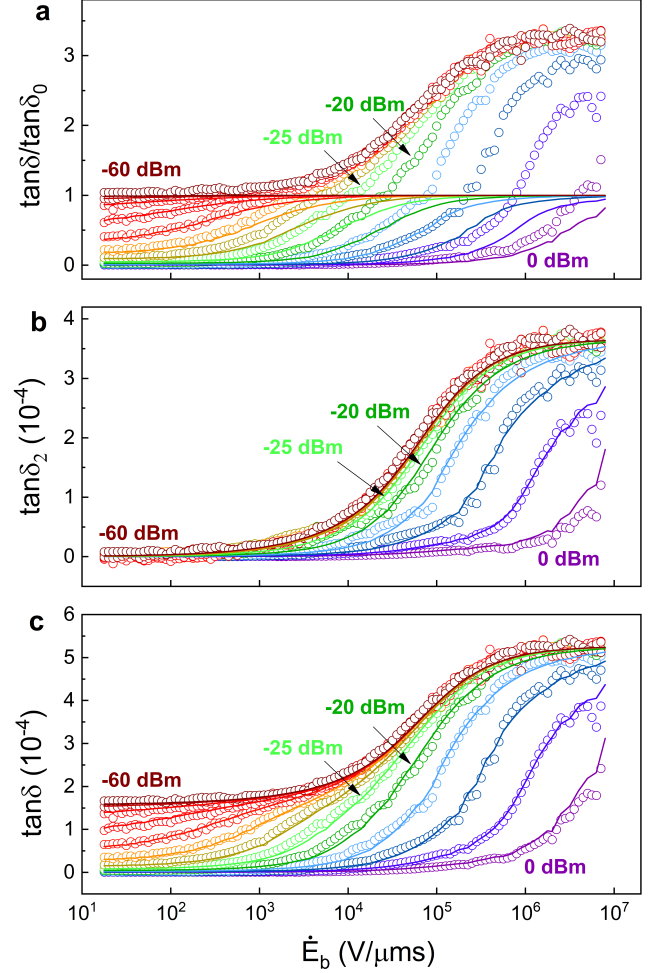 a
tanδ/tanδ0
3
2
1
0
-20 dBm
-25 dBm
-60 dBm
0 dBm
b
tanδ2 (10-4)
4
3
2
1
0
-20 dBm
-25 dBm
-60 dBm
0 dBm
c
tanδ (10-4)
6
5
4
3
2
1
0
-20 dBm
-25 dBm
-60 dBm
0 dBm
101 102 103 104 105 106 107
Ėb (V/μms)